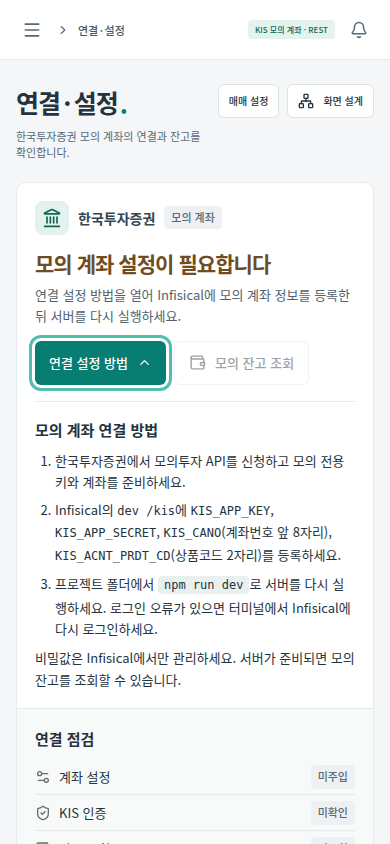 연결·설정
KIS 모의 계좌 · REST
연결·설정.
매매 설정
화면 설계
한국투자증권 모의 계좌의 연결과 잔고를
확인합니다.
한국투자증권
모의 계좌
모의 계좌 설정이 필요합니다
연결 설정 방법을 열어 Infisical에 모의 계좌 정보를 등록한
뒤 서버를 다시 실행하세요.
연결 설정 방법
모의 잔고 조회
모의 계좌 연결 방법
1. 한국투자증권에서 모의투자 API를 신청하고 모의 전용
키와 계좌를 준비하세요.
2. Infisical의 dev /kis에 KIS_APP_KEY,
KIS_APP_SECRET, KIS_CANO(계좌번호 앞 8자리),
KIS_ACNT_PRDT_CD(상품코드 2자리)를 등록하세요.
3. 프로젝트 폴더에서 npm run dev로 서버를 다시 실
행하세요. 로그인 오류가 있으면 터미널에서 Infisical에
다시 로그인하세요.
비밀값은 Infisical에서만 관리하세요. 서버가 준비되면 모의
잔고를 조회할 수 있습니다.
연결 점검
계좌 설정
미주입
KIS 인증
미확인